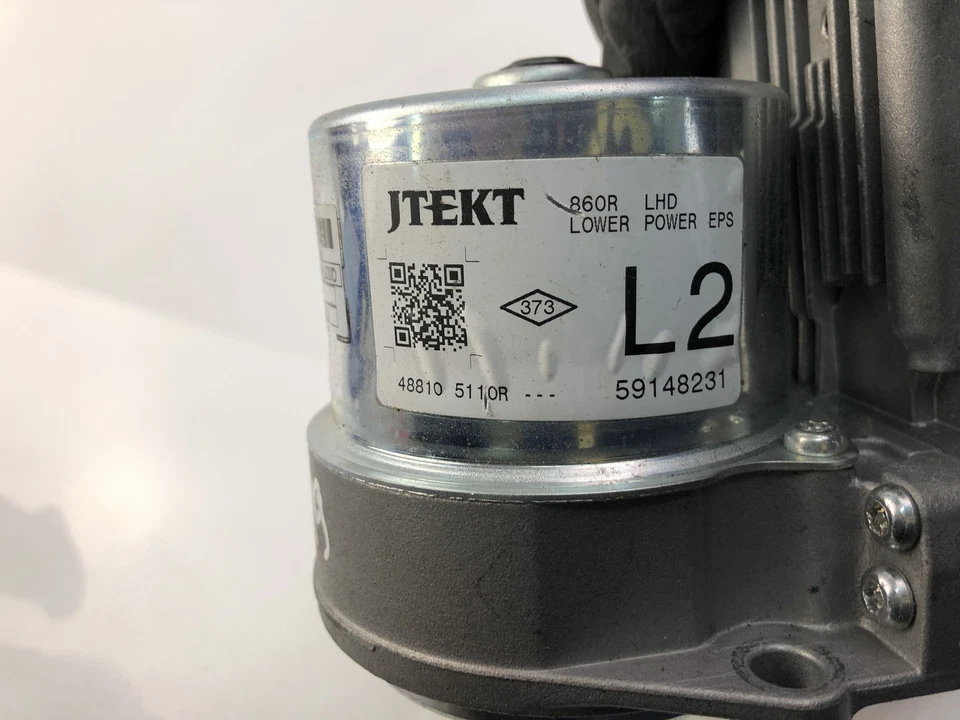 JTEKT
860R LHD
LOWER POWER EPS
373
L2
48810 5110R ---
59148231